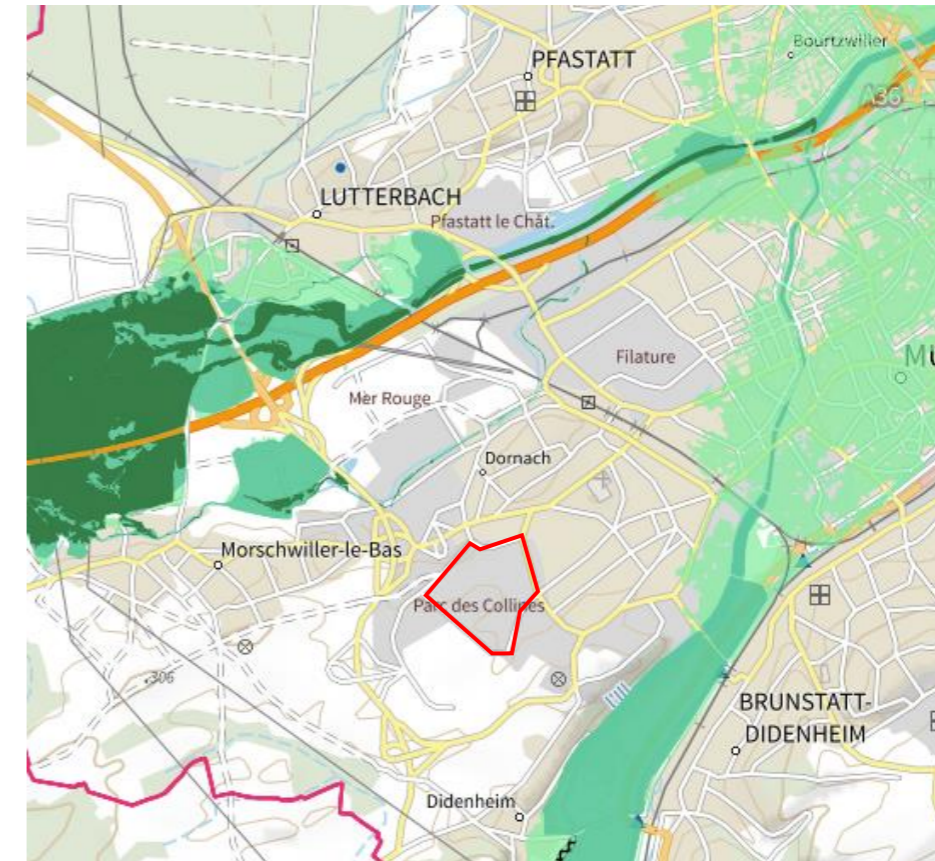 Bourtzwiller
PFASTATT
A36
LUTTERBACH
Pfastatt le Chât.
Filature
MU
Mer Rouge
Dornach
Morschwiller-le-Bas
Parc des Collines
306
BRUNSTATT-
DIDENHEIM
Didenheim